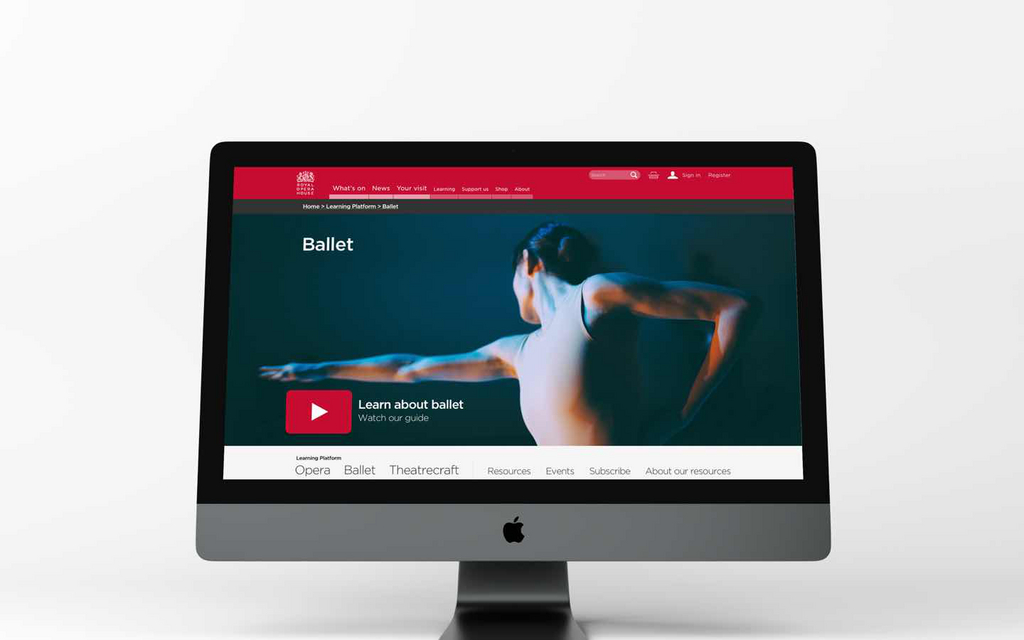 ROYAL
OPERA
HOUSE
What's on News Your visit Learning Support us Shop About
Search
Sign in Register
Home > Learning Platform > Ballet
Ballet
Learn about ballet
Watch our guide
Learning Platform
Opera Ballet Theatrecraft Resources Events Subscribe About our resources